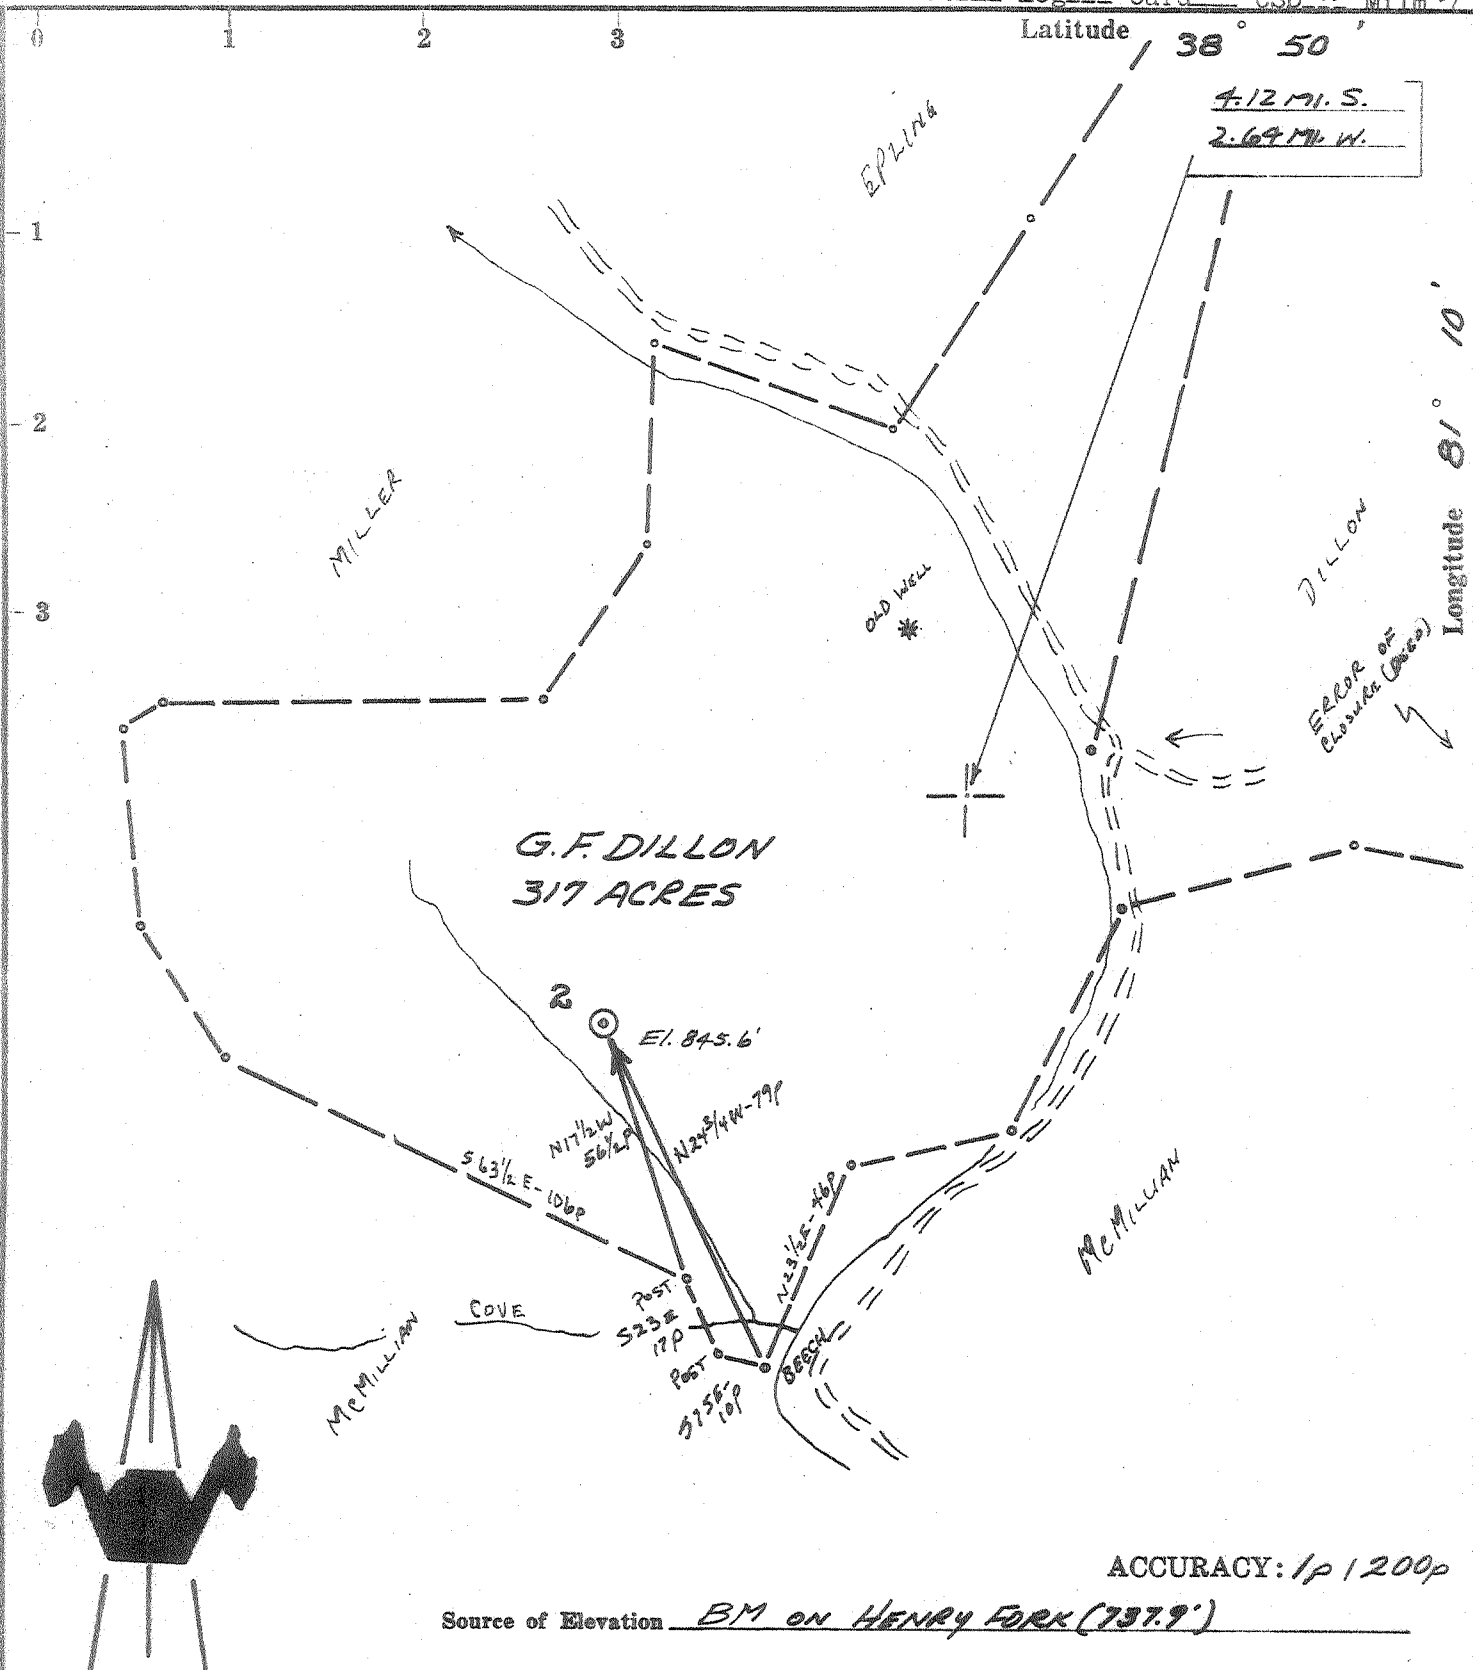 0 1 2 3
Latitude 38° 50'
4.12 MI. S.
2.64 MI. W.
EPLING
1
2
3
Longitude 81° 10'
MILLER
OLD WELL
DILLON
ERROR OF
CLOSURE (DEED)
G.F. DILLON
317 ACRES
2
El. 845.6'
N17½W
56½P
N24¾W-79P
S63½E-106P
N23½E-46P
McMILLIAN
POST
COVE
S23E
17P
McMILLIAN
POST
BEECH
S75E-
10P
ACCURACY: 1p / 200p
Source of Elevation BM ON HENRY FORK (737.9')